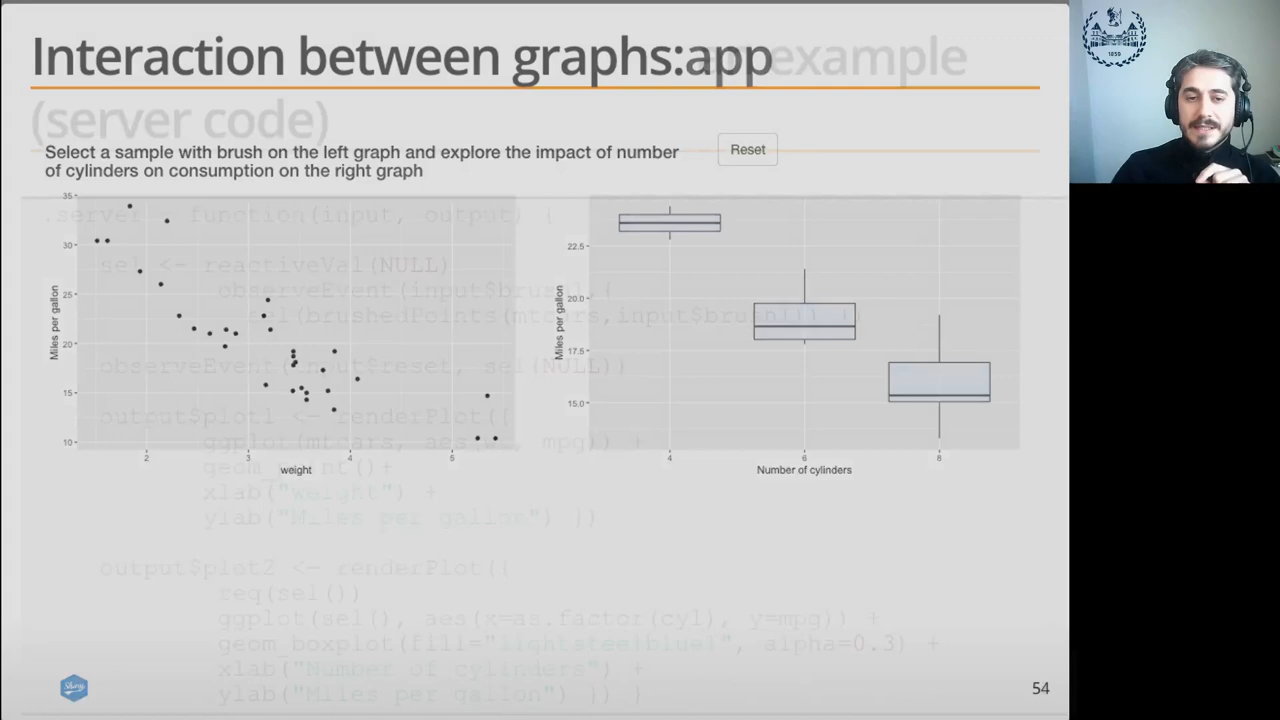 Interaction between graphs:app
an example
(server code)
Select a sample with brush on the left graph and explore the impact of number
of cylinders on consumption on the right graph
Reset
35
30
25
20
15
10
Miles per gallon
2
3
4
5
weight
22.5
20.0
17.5
15.0
Miles per gallon
4
6
8
Number of cylinders
function(input, output) {
sel <- reactiveVal(NULL)
observeEvent(input$brush1,{
sel(brushedPoints(mtcars,input$brush1)) })
observeEvent(input$reset, sel(NULL))
output$plot1 <- renderPlot({
ggplot(mtcars, aes( mpg)) +
geom_point()+
xlab("weight") +
ylab("Miles per gallon") })
output$plot2 <- renderPlot({
req(sel())
ggplot(sel(), aes(x=as.factor(cyl), y=mpg)) +
geom_boxplot(fill="lightsteelblue1", alpha=0.3) +
xlab("Number of cylinders") +
ylab("Miles per gallon") }) }
Shiny
54
1859